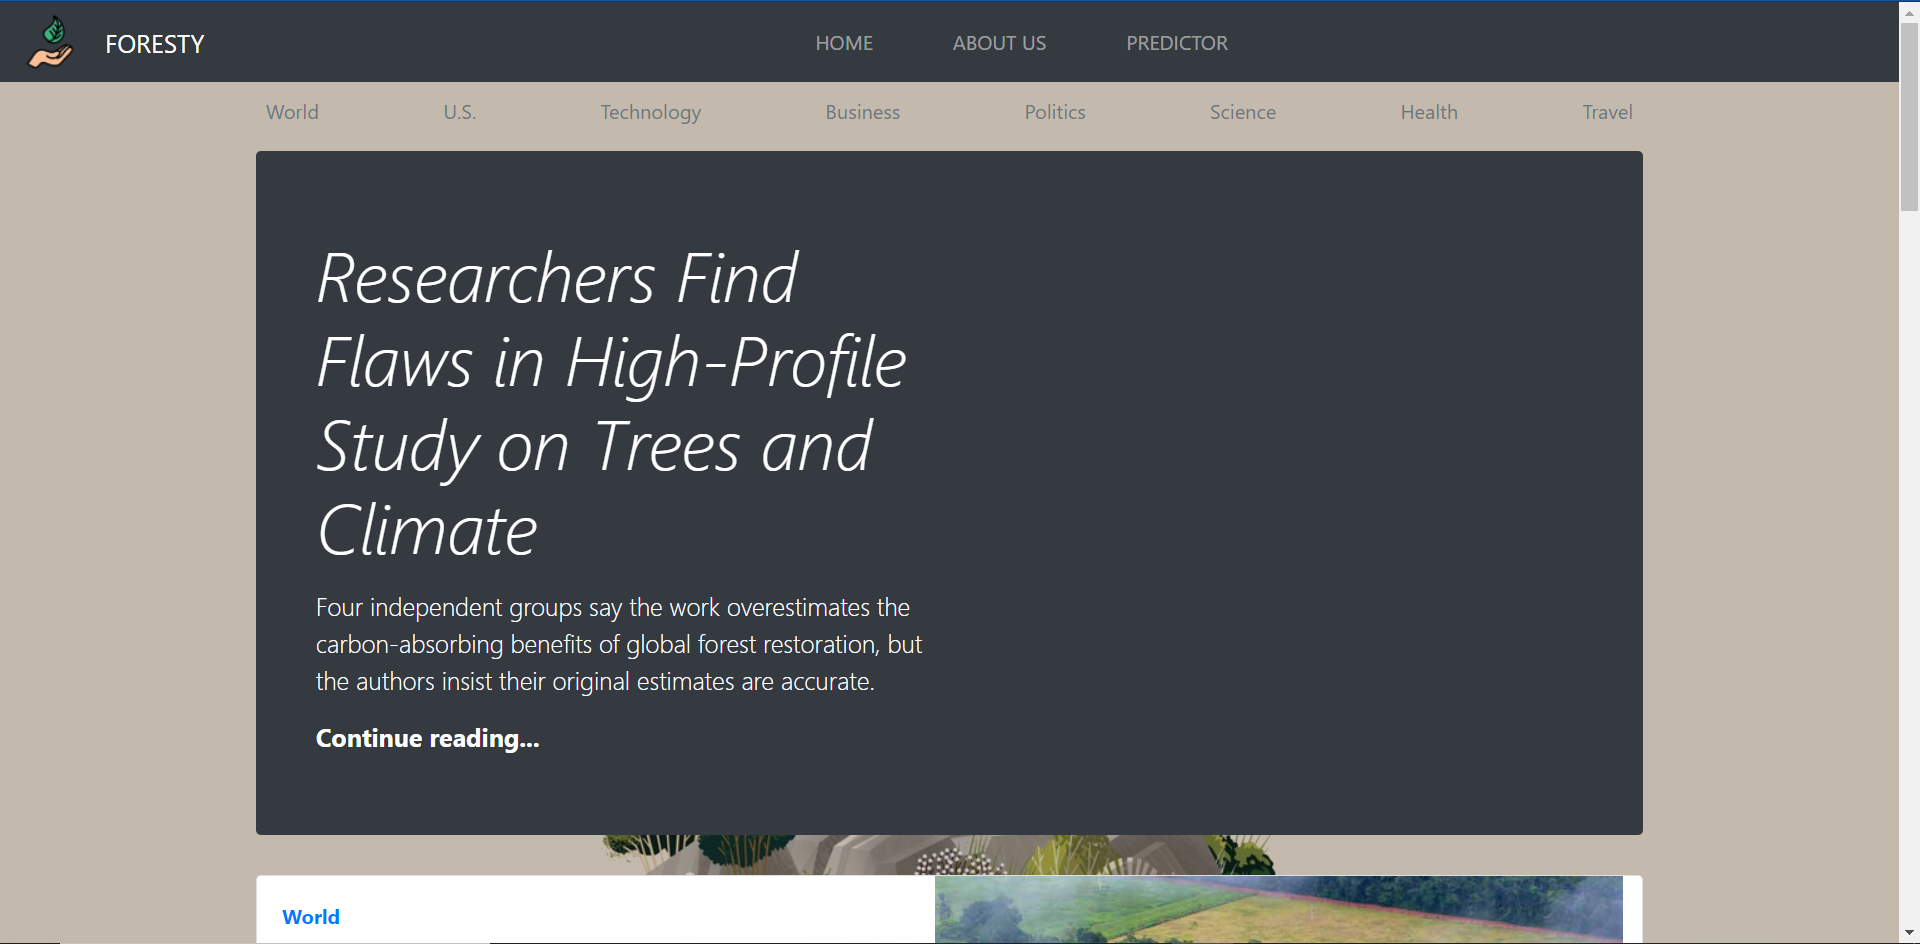 FORESTY HOME ABOUT US PREDICTOR
World U.S. Technology Business Politics Science Health Travel
Researchers Find
Flaws in High-Profile
Study on Trees and
Climate
Four independent groups say the work overestimates the
carbon-absorbing benefits of global forest restoration, but
the authors insist their original estimates are accurate.
Continue reading...
World